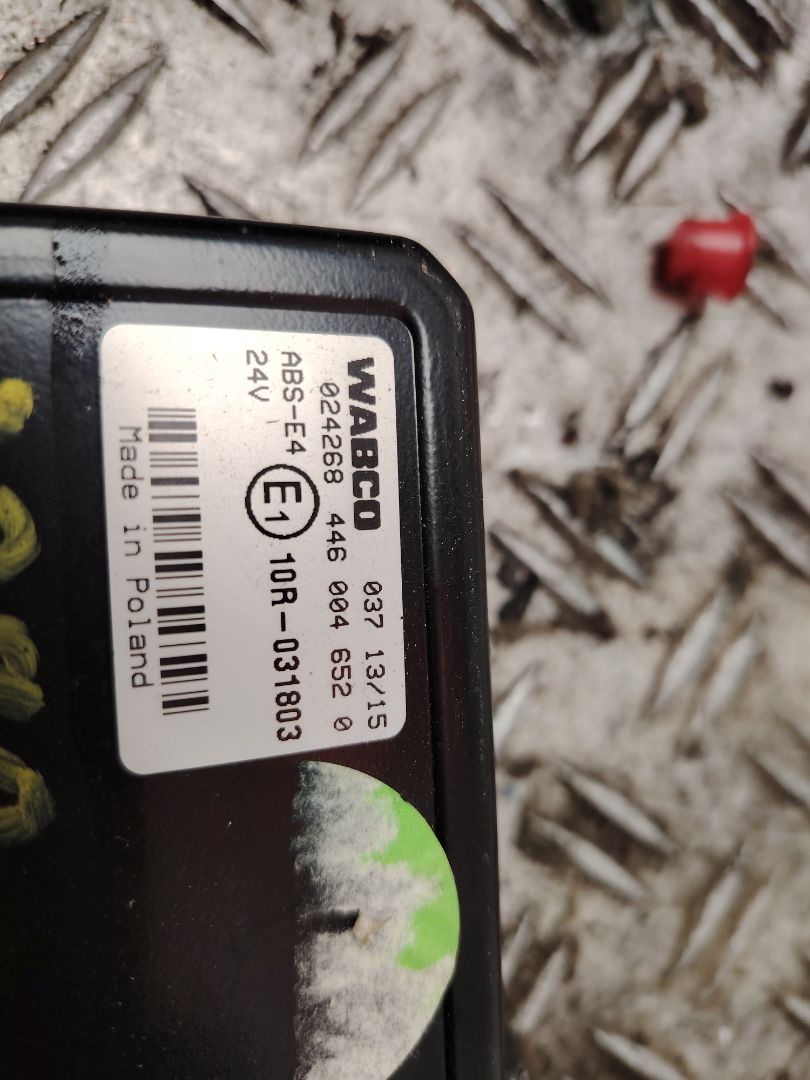 WABCO 037 13/15
024268 446 004 652 0
ABS-E4 E1 10R-031803
24V
Made in Poland